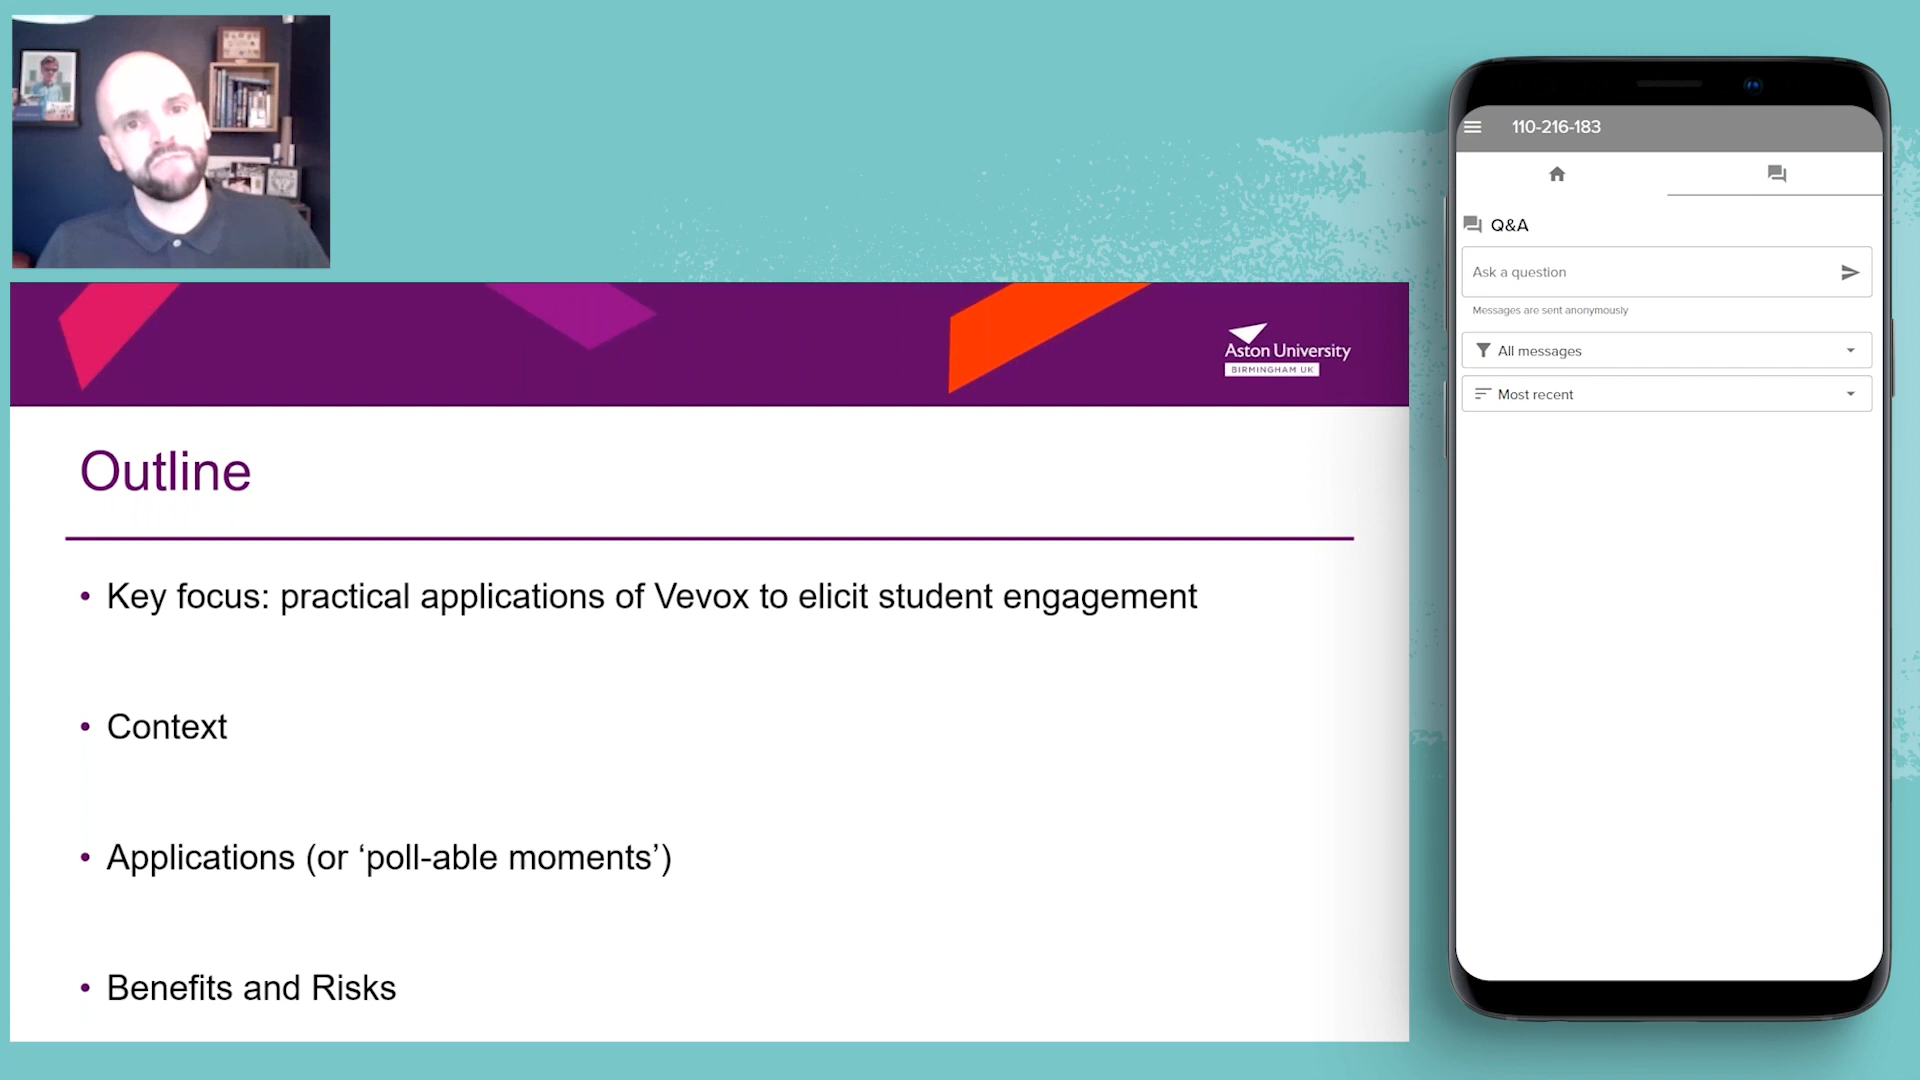 Aston University
BIRMINGHAM UK
Outline
• Key focus: practical applications of Vevox to elicit student engagement
• Context
• Applications (or ‘poll-able moments’)
• Benefits and Risks
110-216-183
Q&A
Ask a question
Messages are sent anonymously
All messages
Most recent